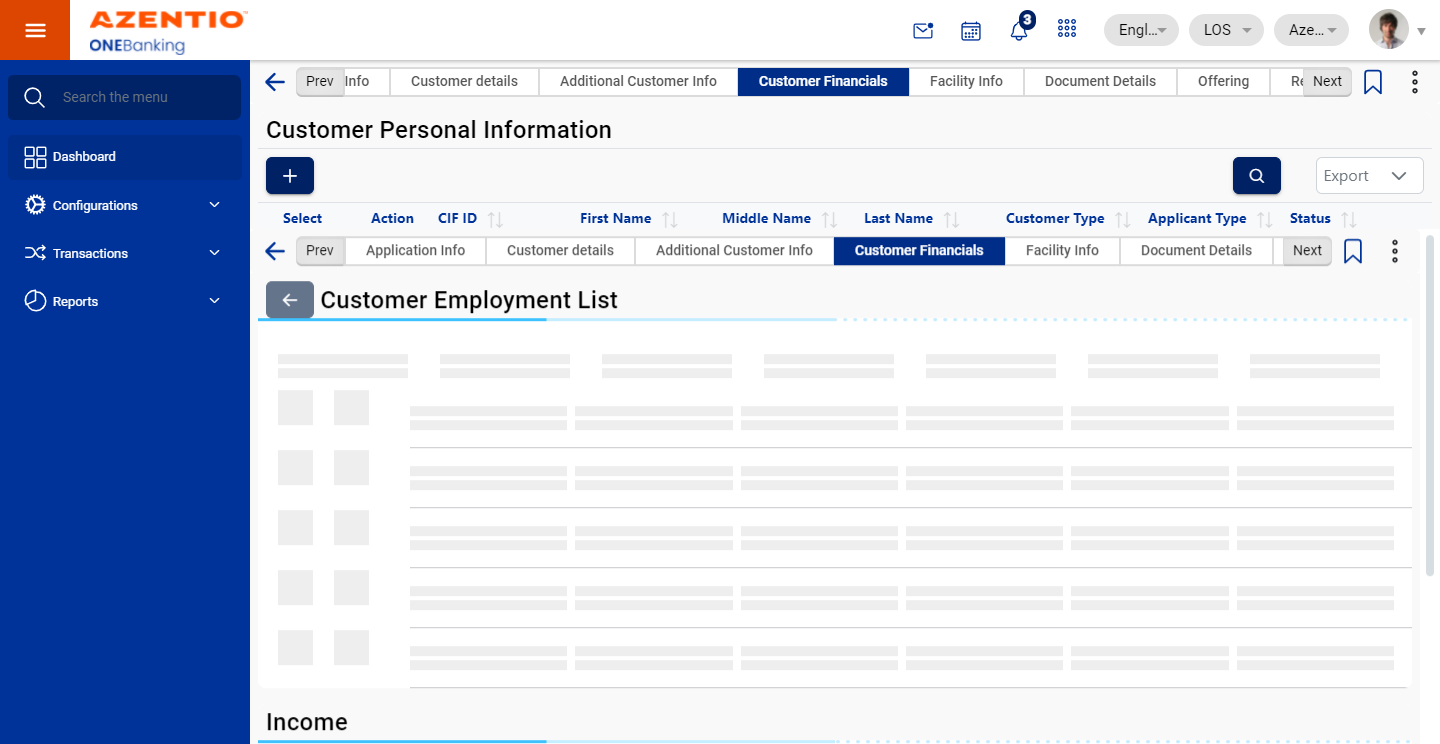 AZENTIO
ONEBanking
3
Engl...
LOS
Aze...
Search the menu
Dashboard
Configurations
Transactions
Reports
Prev Info Customer details Additional Customer Info Customer Financials Facility Info Document Details Offering Re Next
Customer Personal Information
+
Export
Select Action CIF ID First Name Middle Name Last Name Customer Type Applicant Type Status
Prev Application Info Customer details Additional Customer Info Customer Financials Facility Info Document Details Next
Customer Employment List
Income